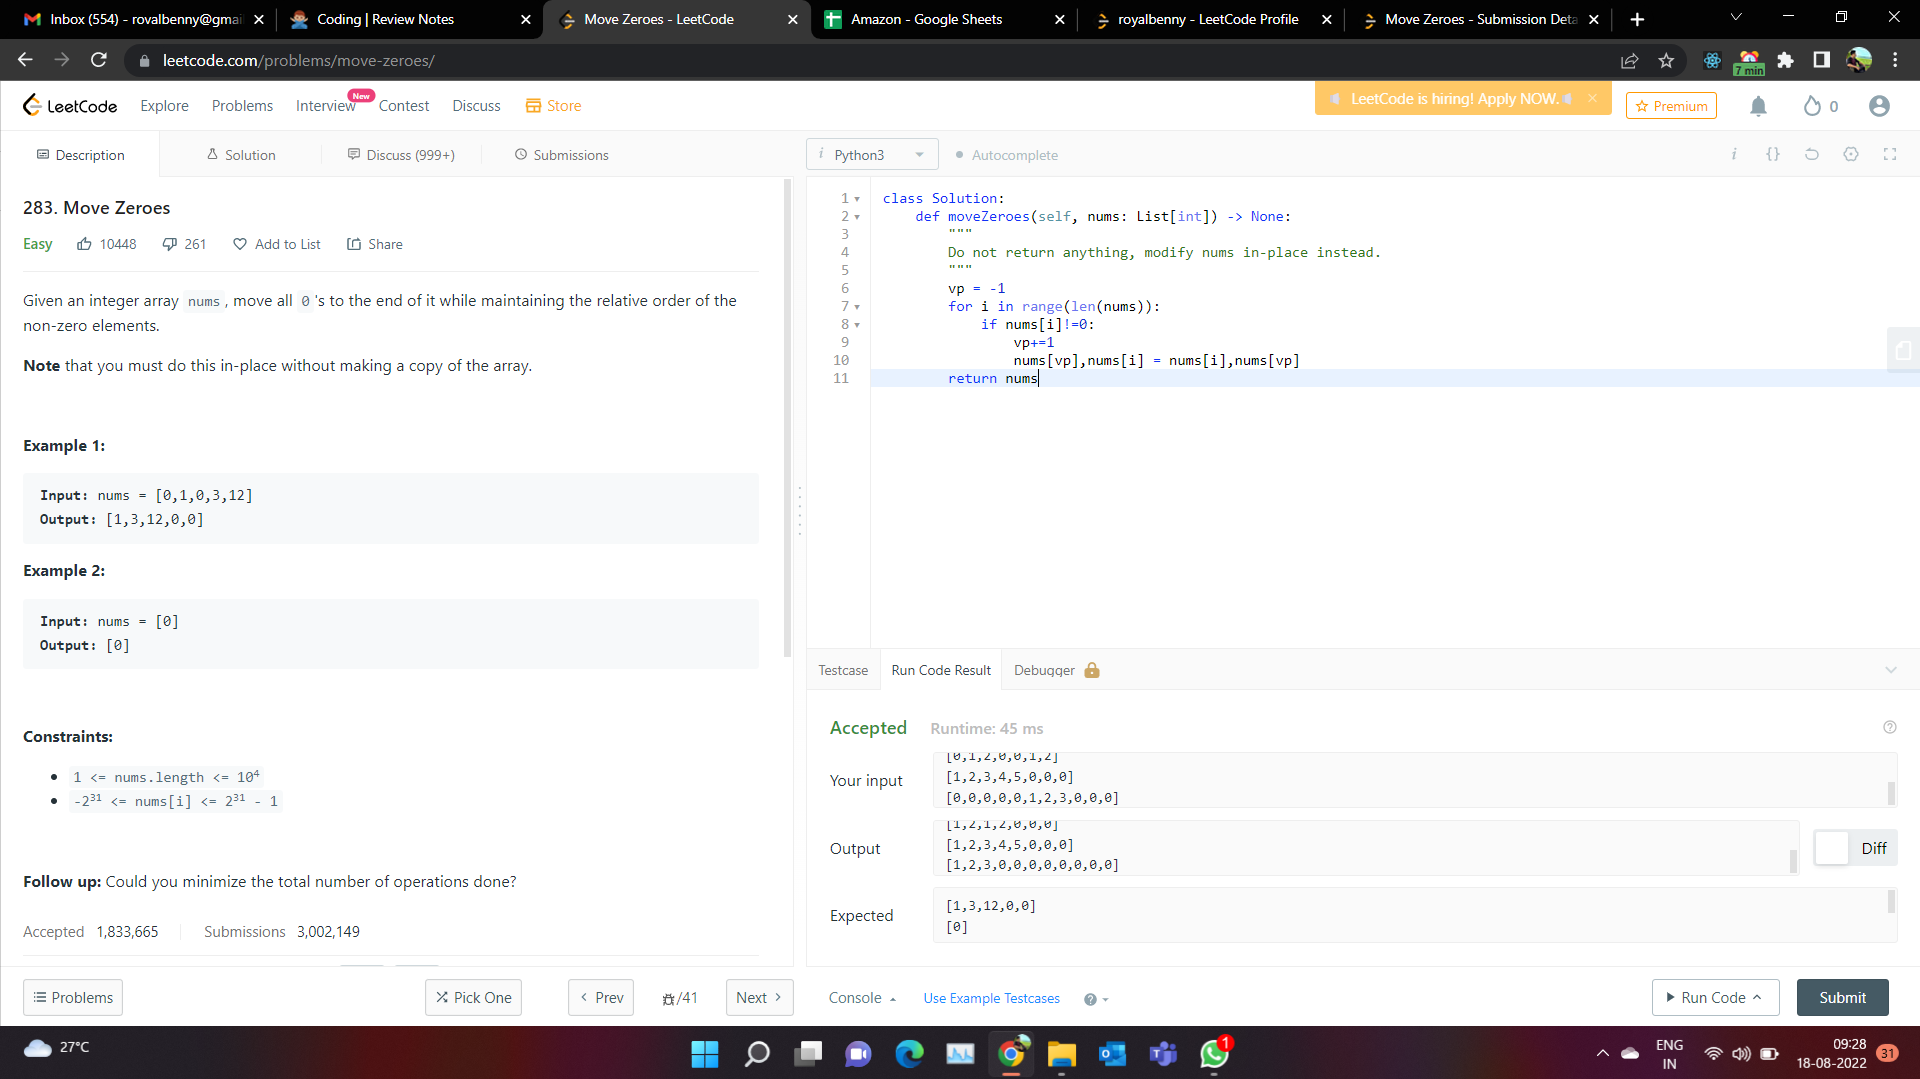 Inbox (554) - royalbenny@gmai
Coding | Review Notes
Move Zeroes - LeetCode
Amazon - Google Sheets
royalbenny - LeetCode Profile
Move Zeroes - Submission Deta
leetcode.com/problems/move-zeroes/
7 min
LeetCode
Explore
Problems
Interview
New
Contest
Discuss
Store
LeetCode is hiring! Apply NOW.
Premium
0
Description
Solution
Discuss (999+)
Submissions
Python3
Autocomplete
283. Move Zeroes
Easy
10448
261
Add to List
Share
Given an integer array nums, move all 0's to the end of it while maintaining the relative order of the
non-zero elements.
Note that you must do this in-place without making a copy of the array.
Example 1:
Input: nums = [0,1,0,3,12]
Output: [1,3,12,0,0]
Example 2:
Input: nums = [0]
Output: [0]
Constraints:
1 <= nums.length <= 10⁴
-2³¹ <= nums[i] <= 2³¹ - 1
Follow up: Could you minimize the total number of operations done?
Accepted 1,833,665
Submissions 3,002,149
Problems
Pick One
Prev
/41
Next
1 class Solution:
2 def moveZeroes(self, nums: List[int]) -> None:
3 """
4 Do not return anything, modify nums in-place instead.
5 """
6 vp = -1
7 for i in range(len(nums)):
8 if nums[i]!=0:
9 vp+=1
10 nums[vp],nums[i] = nums[i],nums[vp]
11 return nums
Testcase
Run Code Result
Debugger
Accepted
Runtime: 45 ms
Your input
[0,1,2,0,0,1,2]
[1,2,3,4,5,0,0,0]
[0,0,0,0,0,1,2,3,0,0,0]
Output
[1,2,1,2,0,0,0]
[1,2,3,4,5,0,0,0]
[1,2,3,0,0,0,0,0,0,0,0]
Diff
Expected
[1,3,12,0,0]
[0]
Console
Use Example Testcases
Run Code
Submit
27°C
1
ENG
IN
09:28
18-08-2022
31